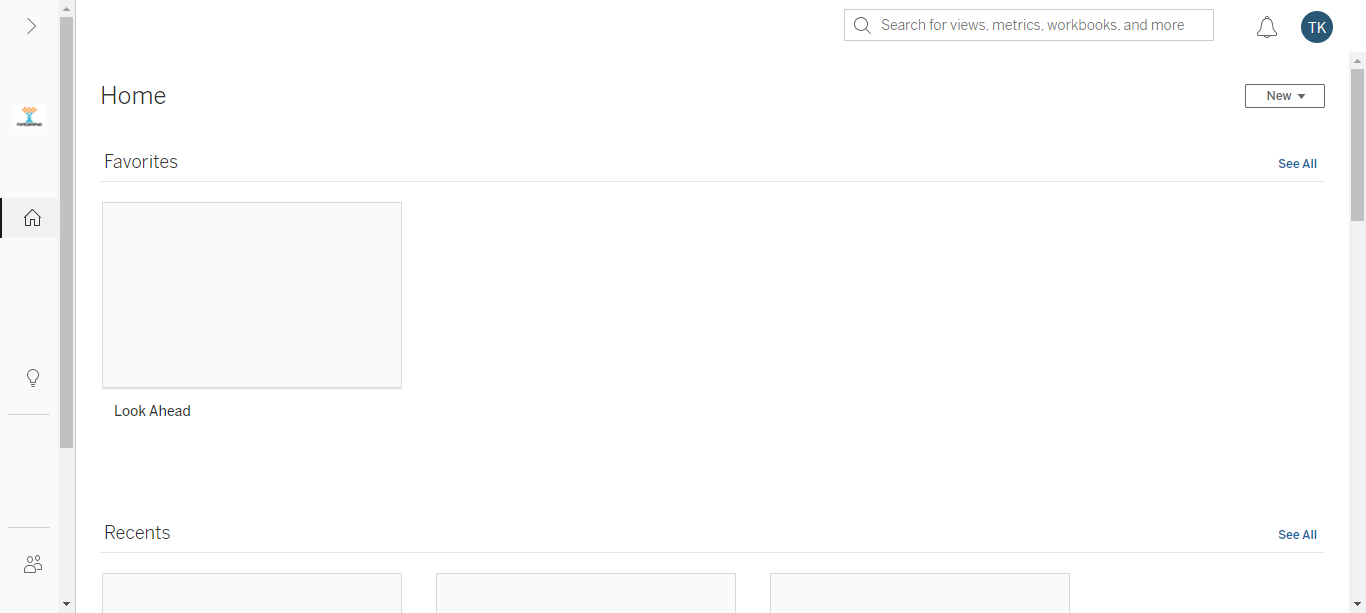 Search for views, metrics, workbooks, and more
TK
Home
New
Favorites
See All
Look Ahead
Recents
See All